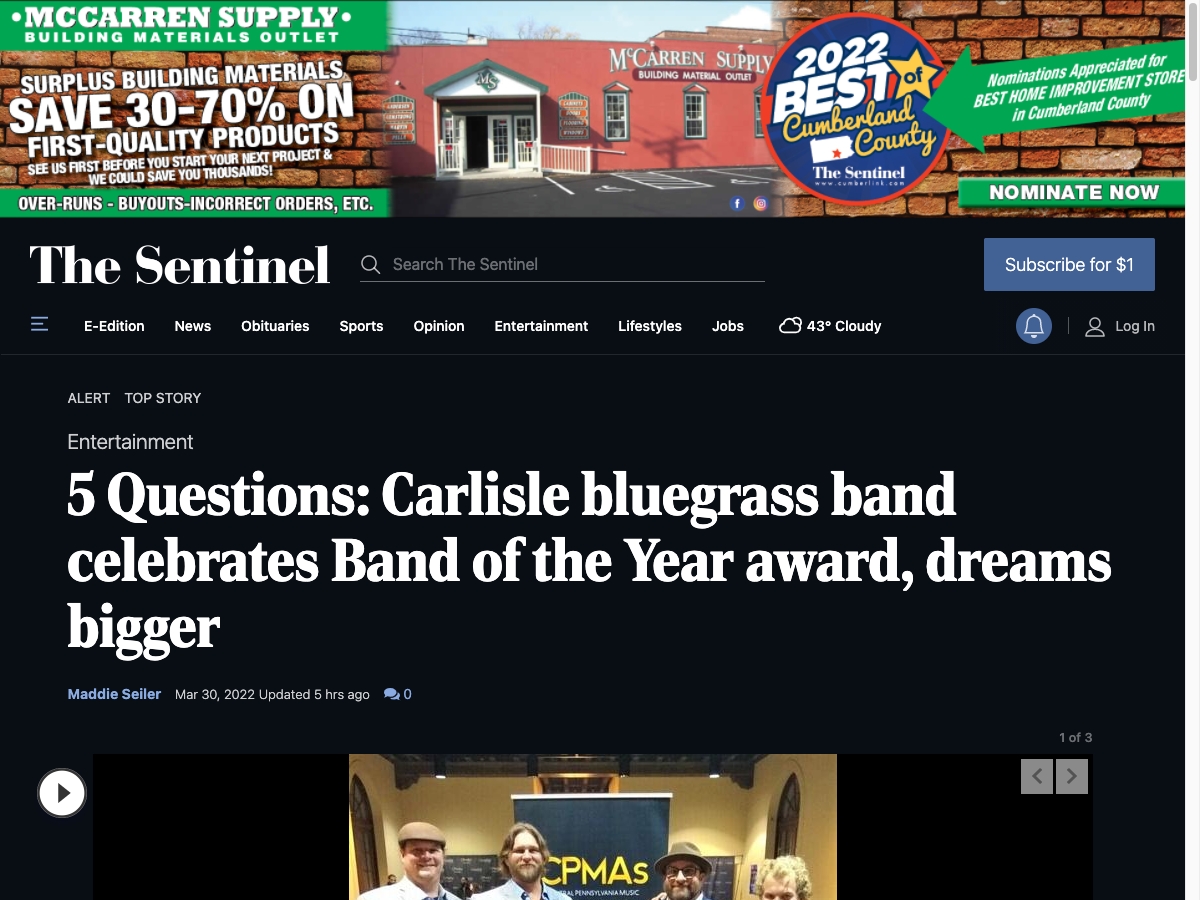 •MCCARREN SUPPLY•
BUILDING MATERIALS OUTLET
SURPLUS BUILDING MATERIALS
SAVE 30-70% ON
FIRST-QUALITY PRODUCTS
SEE US FIRST BEFORE YOU START YOUR NEXT PROJECT &
WE COULD SAVE YOU THOUSANDS!
OVER-RUNS - BUYOUTS-INCORRECT ORDERS, ETC.
MS
MCCARREN SUPPLY
BUILDING MATERIAL OUTLET
2022
BEST of
Cumberland
County
The Sentinel
www.cumberlink.com
Nominations Appreciated for
BEST HOME IMPROVEMENT STORE
in Cumberland County
NOMINATE NOW
The Sentinel
Search The Sentinel
Subscribe for $1
E-Edition News Obituaries Sports Opinion Entertainment Lifestyles Jobs 43° Cloudy Log In
ALERT TOP STORY
Entertainment
5 Questions: Carlisle bluegrass band
celebrates Band of the Year award, dreams
bigger
Maddie Seiler Mar 30, 2022 Updated 5 hrs ago 0
1 of 3
CPMAs
CENTRAL PENNSYLVANIA MUSIC